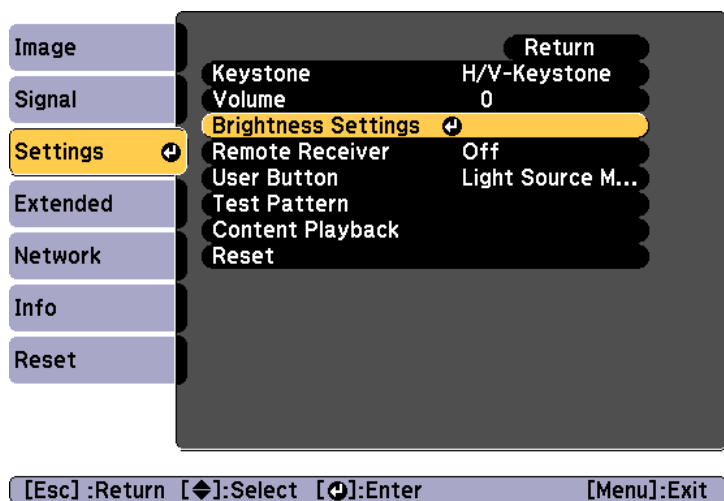 Image
Signal
Settings
Extended
Network
Info
Reset
Return
Keystone H/V-Keystone
Volume 0
Brightness Settings
Remote Receiver Off
User Button Light Source M...
Test Pattern
Content Playback
Reset
[Esc] :Return [◆]:Select [⏎]:Enter [Menu]:Exit